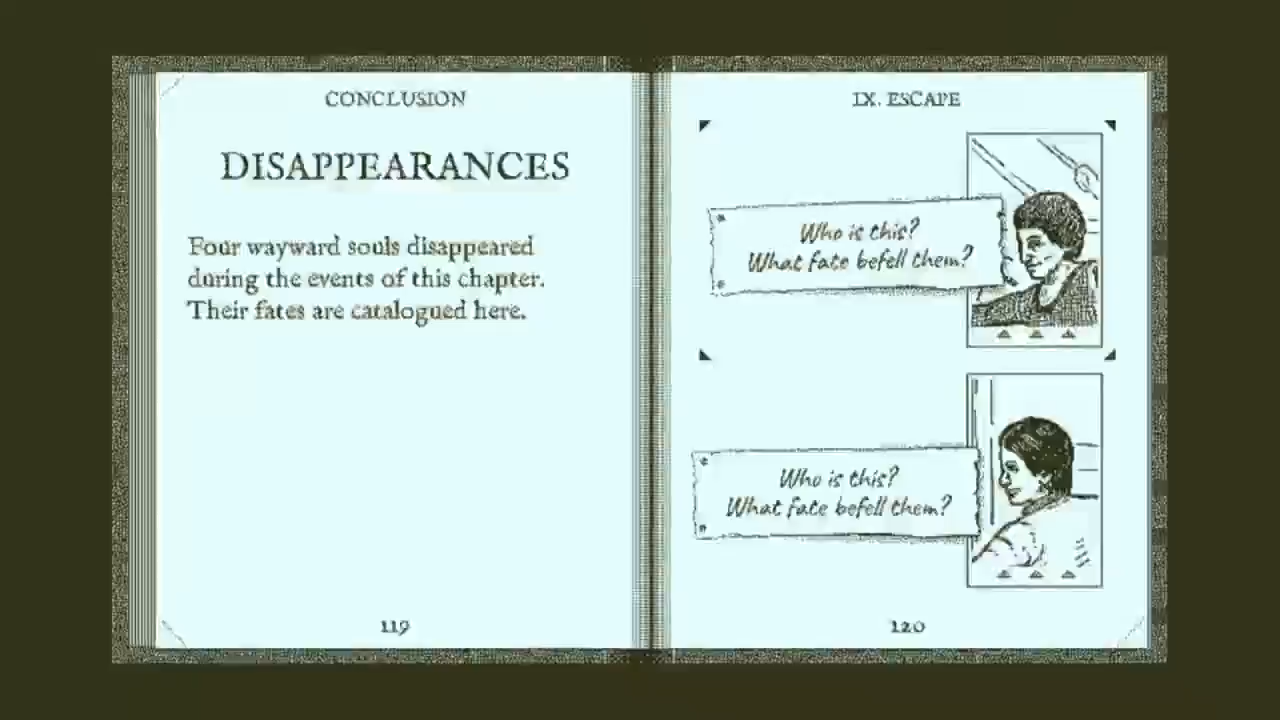 CONCLUSION
DISAPPEARANCES
Four wayward souls disappeared
during the events of this chapter.
Their fates are catalogued here.
119
IX. ESCAPE
Who is this?
What fate befell them?
Who is this?
What fate befell them?
120